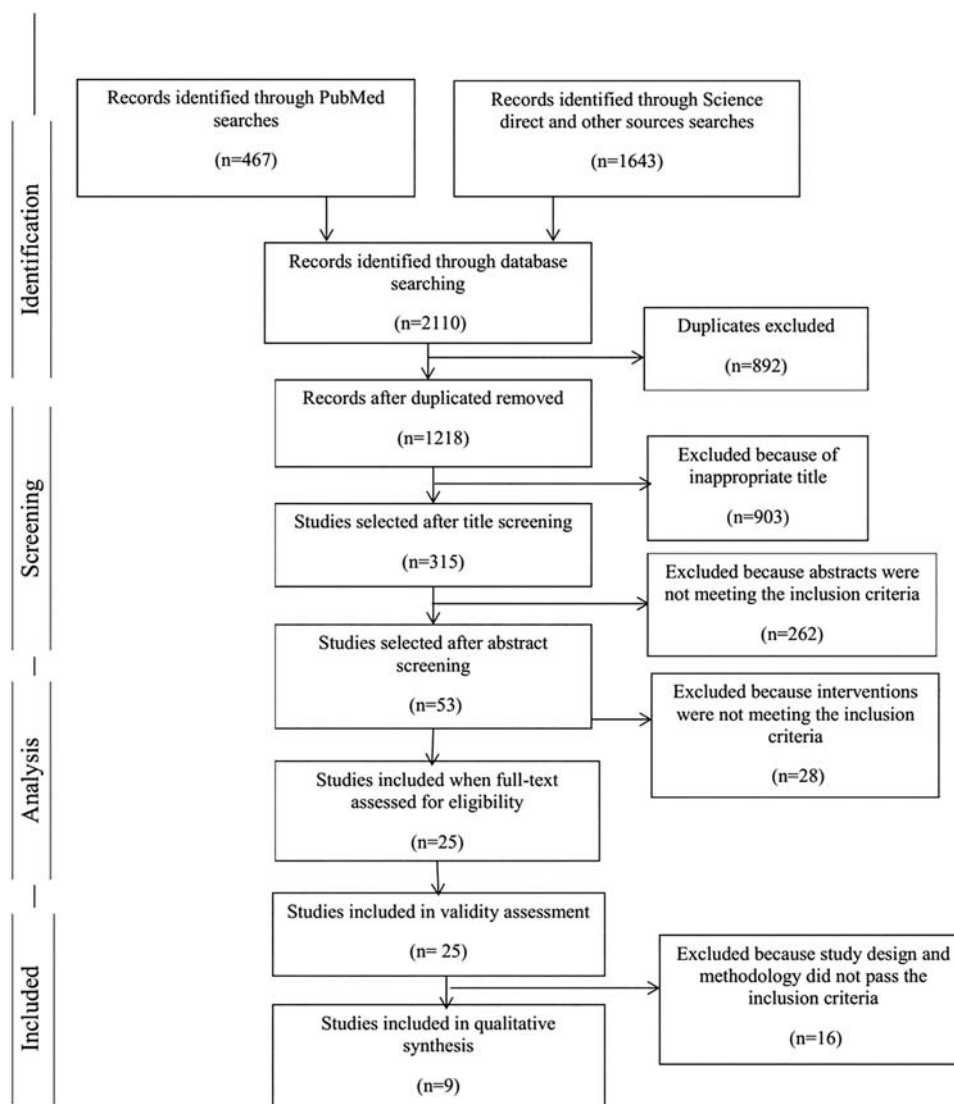 Records identified through PubMed
searches
(n=467)
Records identified through Science
direct and other sources searches
(n=1643)
Identification
Records identified through database
searching
(n=2110)
Duplicates excluded
(n=892)
Screening
Records after duplicated removed
(n=1218)
Excluded because of
inappropriate title
(n=903)
Studies selected after title screening
(n=315)
Excluded because abstracts were
not meeting the inclusion criteria
(n=262)
Studies selected after abstract
screening
(n=53)
Analysis
Excluded because interventions
were not meeting the inclusion
criteria
(n=28)
Studies included when full-text
assessed for eligibility
(n=25)
Included
Studies included in validity assessment
(n= 25)
Excluded because study design and
methodology did not pass the
inclusion criteria
(n=16)
Studies included in qualitative
synthesis
(n=9)